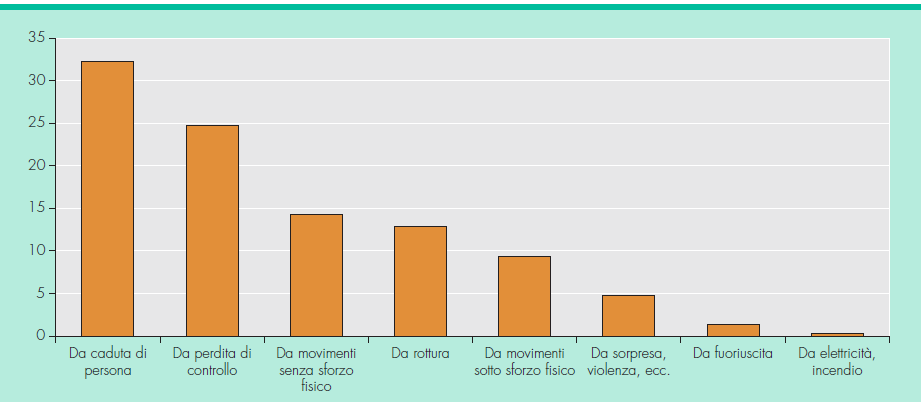 35
30
25
20
15
10
5
0
Da caduta di
persona
Da perdita di
controllo
Da movimenti
senza sforzo
fisico
Da rottura
Da movimenti
sotto sforzo fisico
Da sorpresa,
violenza, ecc.
Da fuoriuscita
Da elettricità,
incendio